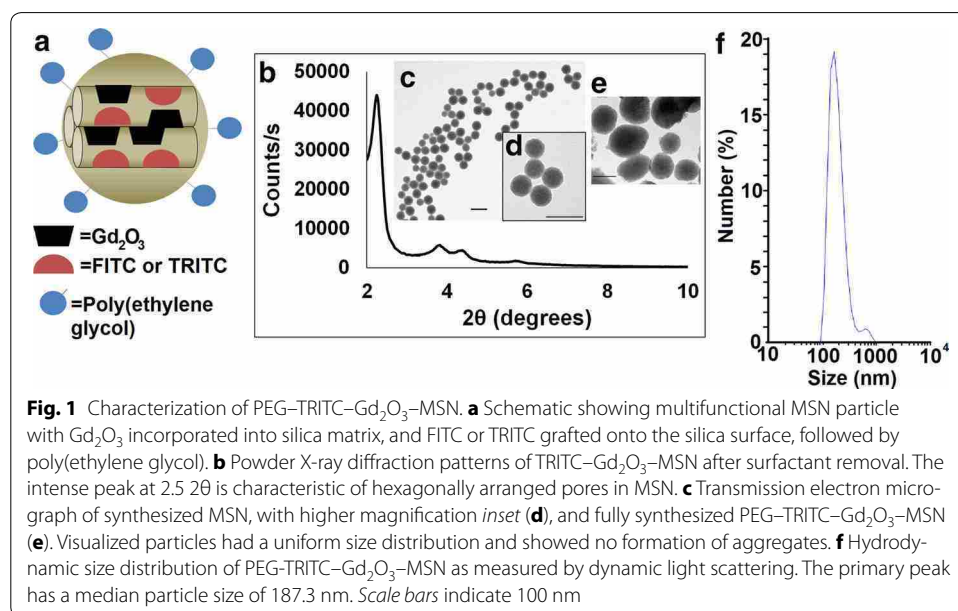 a
=Gd₂O₃
=FITC or TRITC
=Poly(ethylene
glycol)
b
50000
40000
30000
20000
10000
0
Counts/s
2
4
6
8
10
2θ (degrees)
c
d
e
f
20
15
10
5
0
Number (%)
10
100
1000
10⁴
Size (nm)
Fig. 1 Characterization of PEG–TRITC–Gd₂O₃–MSN. a Schematic showing multifunctional MSN particle
with Gd₂O₃ incorporated into silica matrix, and FITC or TRITC grafted onto the silica surface, followed by
poly(ethylene glycol). b Powder X-ray diffraction patterns of TRITC–Gd₂O₃–MSN after surfactant removal. The
intense peak at 2.5 2θ is characteristic of hexagonally arranged pores in MSN. c Transmission electron micro-
graph of synthesized MSN, with higher magnification inset (d), and fully synthesized PEG–TRITC–Gd₂O₃–MSN
(e). Visualized particles had a uniform size distribution and showed no formation of aggregates. f Hydrody-
namic size distribution of PEG-TRITC–Gd₂O₃–MSN as measured by dynamic light scattering. The primary peak
has a median particle size of 187.3 nm. Scale bars indicate 100 nm